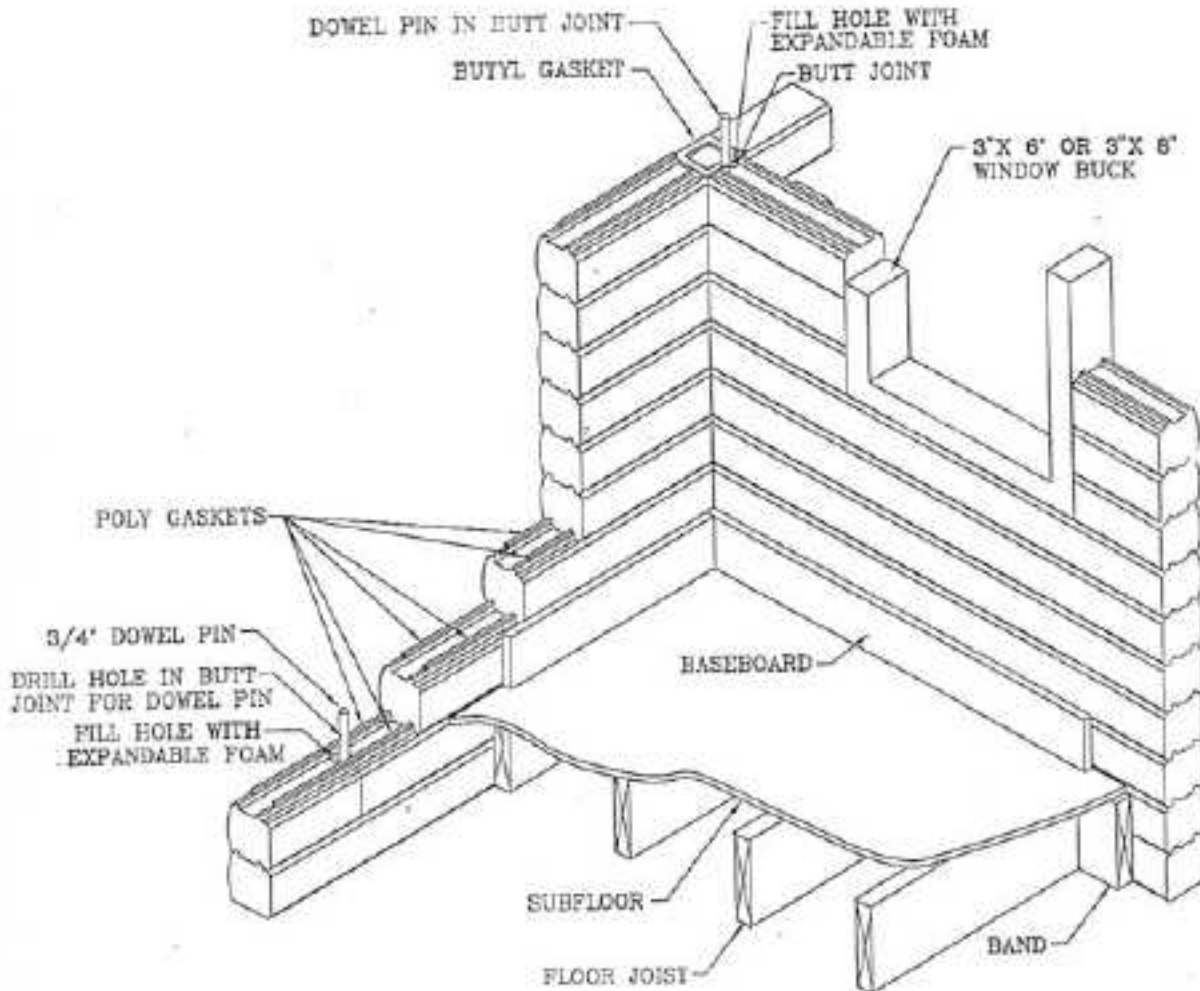 DOWEL PIN IN BUTT JOINT
FILL HOLE WITH
EXPANDABLE FOAM
BUTYL GASKET
BUTT JOINT
3"X 6" OR 3"X 8"
WINDOW BUCK
POLY GASKETS
3/4" DOWEL PIN
DRILL HOLE IN BUTT
JOINT FOR DOWEL PIN
FILL HOLE WITH
EXPANDABLE FOAM
BASEBOARD
SUBFLOOR
FLOOR JOIST
BAND